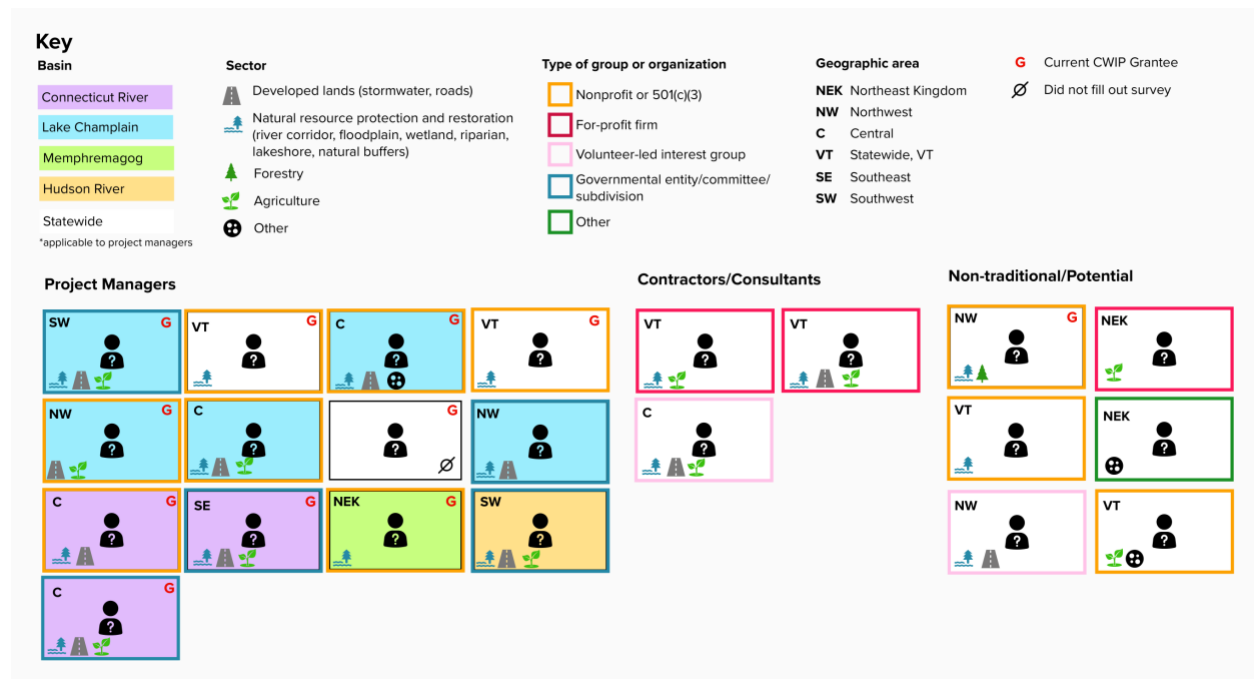 Key
Basin
Connecticut River
Lake Champlain
Memphremagog
Hudson River
Statewide
*applicable to project managers
Sector
Developed lands (stormwater, roads)
Natural resource protection and restoration
(river corridor, floodplain, wetland, riparian,
lakeshore, natural buffers)
Forestry
Agriculture
Other
Type of group or organization
Nonprofit or 501(c)(3)
For-profit firm
Volunteer-led interest group
Governmental entity/committee/
subdivision
Other
Geographic area
NEK Northeast Kingdom
NW Northwest
C Central
VT Statewide, VT
SE Southeast
SW Southwest
G Current CWIP Grantee
Did not fill out survey
Project Managers
SW G ?
VT G ?
C G ?
VT G ?
NW G ?
C ?
G ?
NW ?
C G ?
SE G ?
NEK G ?
SW ?
C G ?
Contractors/Consultants
VT ?
VT ?
C ?
Non-traditional/Potential
NW G ?
NEK ?
VT ?
NEK ?
NW ?
VT ?